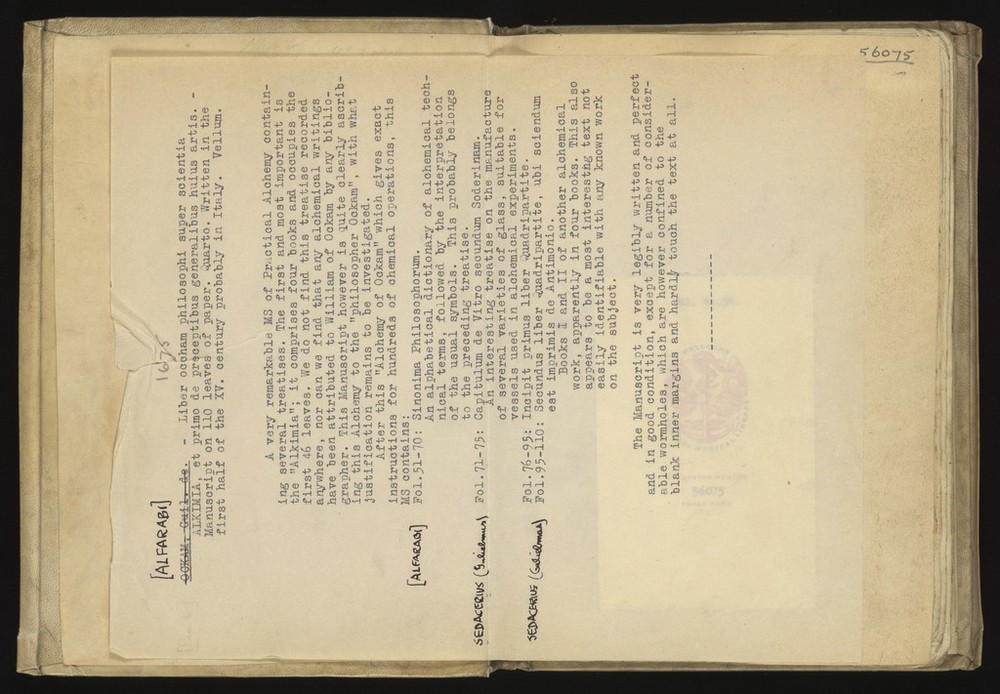 56075
16175
[ALFARABI]
OCKAM, Guil. de. - Liber occham philosophi super scientia
ALKIMIA, et primo de preceptibus generalibus huius artis. -
Manuscript on 110 leaves of paper. Quarto. Written in the
first half of the XV. century probably in Italy. Vellum.
A very remarkable MS of Practical Alchemy contain-
ing several treatises. The first and most important is
the "Alkimia"; it comprises four books and occupies the
first 46 leaves. We do not find this treatise recorded
anywhere, nor can we find that any alchemical writings
have been attributed to William of Ockam by any biblio-
grapher. This Manuscript however is quite clearly ascrib-
ing this Alchemy to the "philosopher Ockam", with what
justification remains to be investigated.
After this "Alchemy of Ockam" which gives exact
instructions for hundreds of chemical operations, this
MS contains:
[ALFARABI] Fol.51-70: Sinonima Philosophorum.
An alphabetical dictionary of alchemical tech-
nical terms, followed by the interpretation
of the usual symbols. This probably belongs
to the preceding treatise.
SEDACERIUS (Guilielmus) Fol.71-75: Capitulum de Vitro secundum Soderinam.
An interesting treatise on the manufacture
of several varieties of glass, suitable for
vessels used in alchemical experiments.
SEDACERIUS (Guilielmus) Fol.76-95: Incipit primus liber Quadripartite.
Fol.95-110: Secundus liber Quadripartite, ubi sciendum
est imprimis de Antimonio.
Books I and II of another alchemical
work, apparently in four books. This also
appears to be a most interesting text not
easily identifiable with any known work
on the subject.
The Manuscript is very legibly written and perfect
and in good condition, except for a number of consider-
able wormholes, which are however confined to the
blank inner margins and hardly touch the text at all.
56075